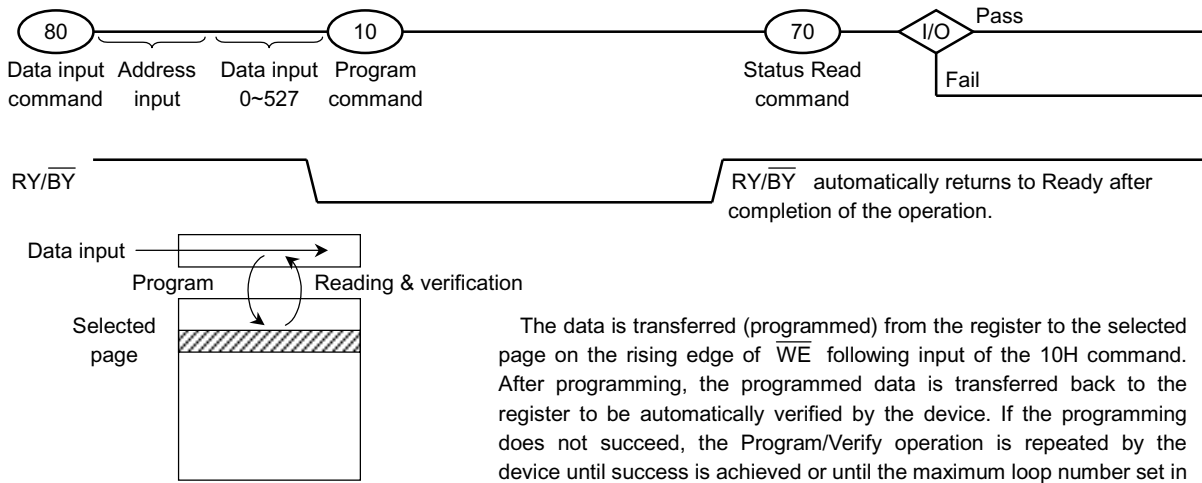 80 10 70 I/O Pass
Data input Address Data input Program Status Read
command input 0~527 command command Fail
RY/BY RY/BY automatically returns to Ready after
completion of the operation.
Data input
Program Reading & verification
Selected
page
The data is transferred (programmed) from the register to the selected
page on the rising edge of WE following input of the 10H command.
After programming, the programmed data is transferred back to the
register to be automatically verified by the device. If the programming
does not succeed, the Program/Verify operation is repeated by the
device until success is achieved or until the maximum loop number set in